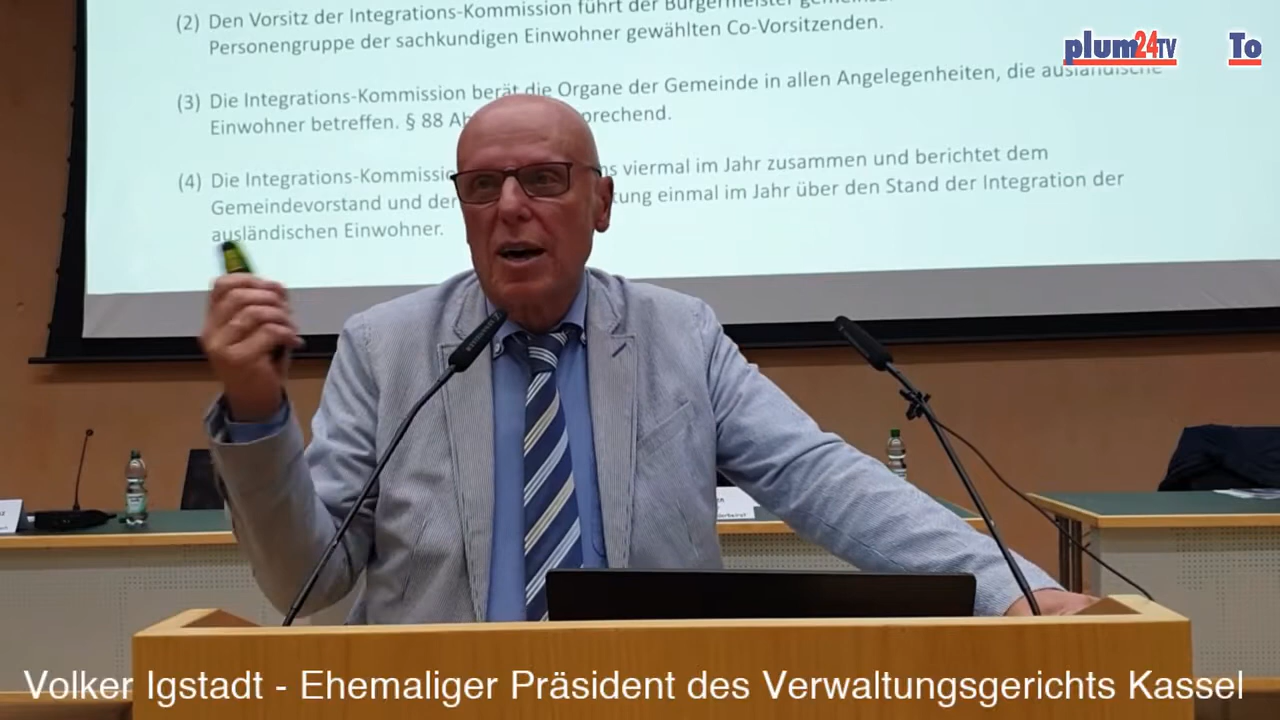 (2) Den Vorsitz der Integrations-Kommission führt der Bürgermeister
Personengruppe der sachkundigen Einwohner gewählten Co-Vorsitzenden.
(3) Die Integrations-Kommission berät die Organe der Gemeinde in allen Angelegenheiten, die ausländische
Einwohner betreffen. § 88
(4) Die viermal im Jahr zusammen und berichtet dem
Gemeindevorstand und der einmal im Jahr über den Stand der Integration der
ausländischen Einwohner.
plum24TV
To
Volker Igstadt - Ehemaliger Präsident des Verwaltungsgerichts Kassel